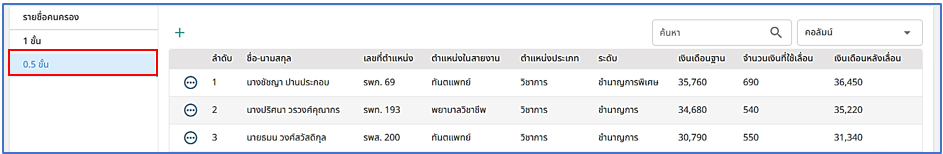 รายชื่อคนครอง
1 ขั้น
0.5 ขั้น
ค้นหา คอลัมน์
ลำดับ ชื่อ-นามสกุล เลขที่ตำแหน่ง ตำแหน่งในสายงาน ตำแหน่งประเภท ระดับ เงินเดือนฐาน จำนวนเงินที่ใช้เลื่อน เงินเดือนหลังเลื่อน
1 นางชัชญา ปานประกอบ รพก. 69 ทันตแพทย์ วิชาการ ชำนาญการพิเศษ 35,760 690 36,450
2 นางปริศนา วรวงศ์คุณากร รพท. 193 พยาบาลวิชาชีพ วิชาการ ชำนาญการ 34,680 540 35,220
3 นายธมน วงศ์สวัสดิกุล รพส. 200 ทันตแพทย์ วิชาการ ชำนาญการ 30,790 550 31,340